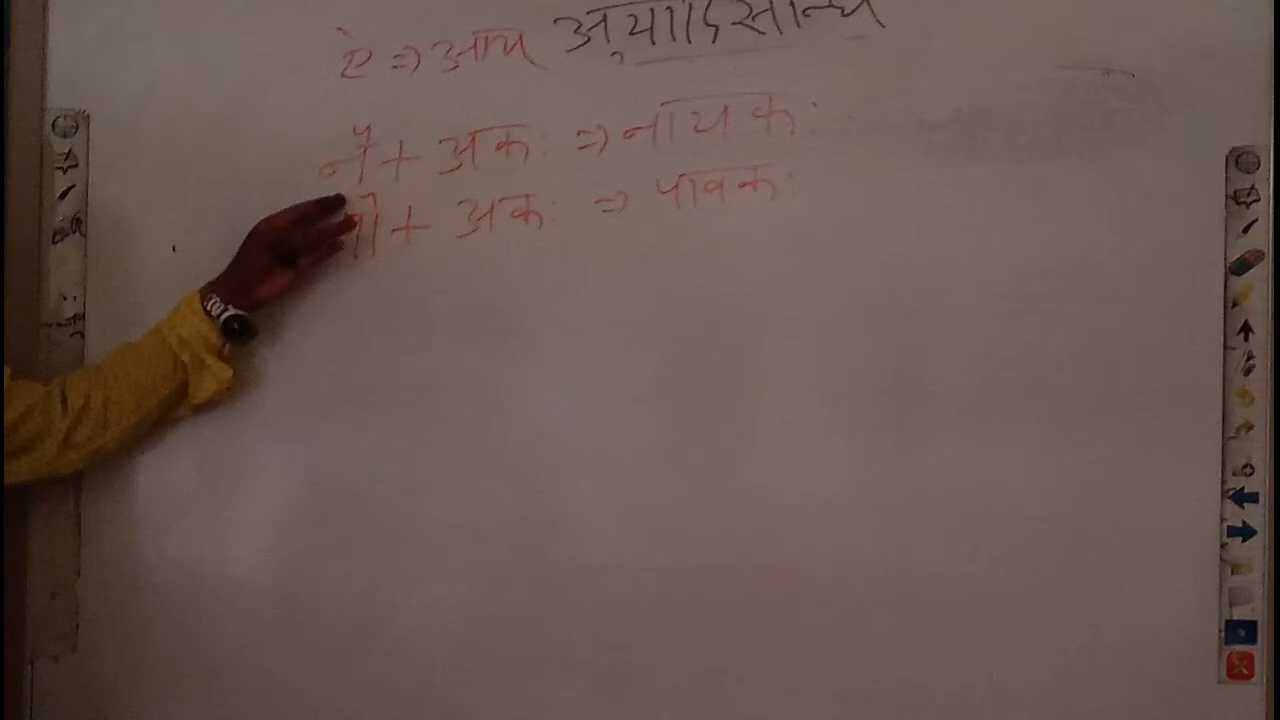 ऐ => आय् अयादिसन्धि
नै + अकः => नायकः
पौ + अकः => पावकः